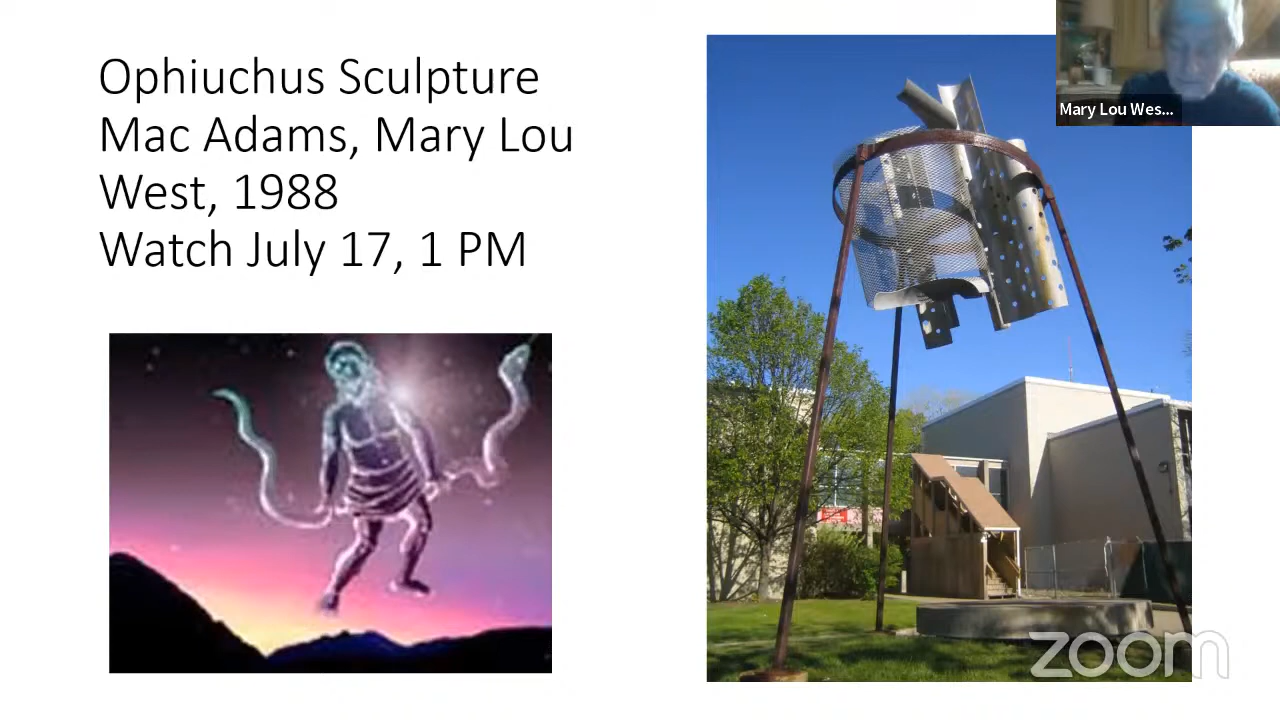 Ophiuchus Sculpture
Mac Adams, Mary Lou
West, 1988
Watch July 17, 1 PM
Mary Lou Wes...
zoom